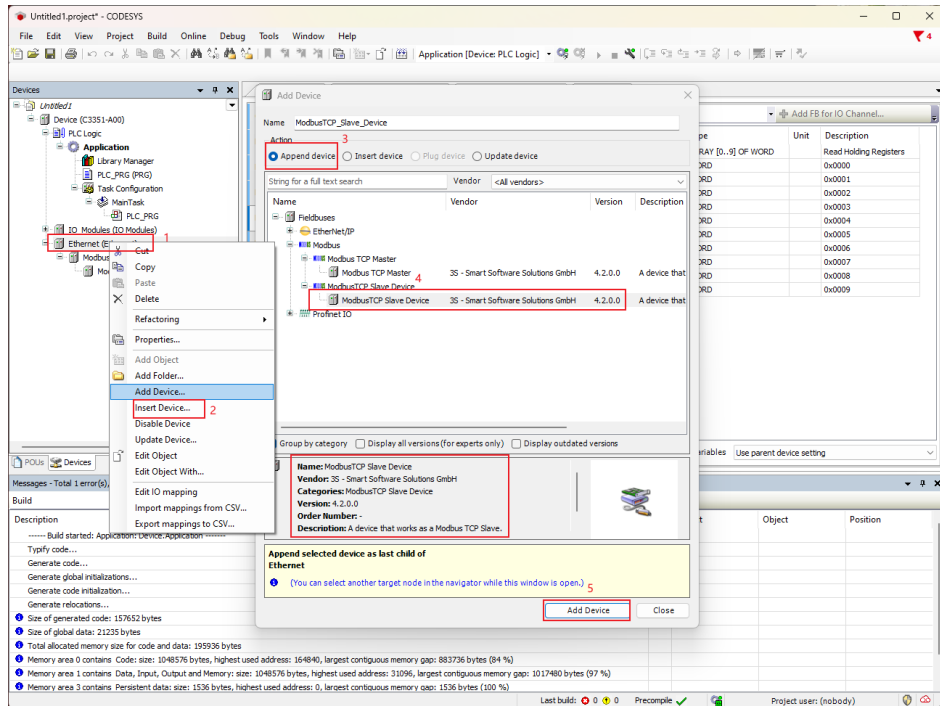 Untitled1.project* - CODESYS
File Edit View Project Build Online Debug Tools Window Help
4
Application [Device: PLC Logic]
Devices
Untitled1
Device (C3351-A00)
PLC Logic
Application
Library Manager
PLC_PRG (PRG)
Task Configuration
MainTask
PLC_PRG
IO_Modules (IO Modules)
Ethernet
1
Modbus
Cut
Copy
Paste
Delete
Refactoring
Properties...
Add Object
Add Folder...
Add Device...
Insert Device...
2
Disable Device
Update Device...
Edit Object
Edit Object With...
Edit IO mapping
Import mappings from CSV...
Export mappings to CSV...
POUs Devices
Add Device
Name ModbusTCP_Slave_Device
Action
3
Append device Insert device Plug device Update device
String for a full text search Vendor <All vendors>
Name Vendor Version Description
Fieldbuses
EtherNet/IP
Modbus
Modbus TCP Master
Modbus TCP Master 3S - Smart Software Solutions GmbH 4.2.0.0 A device that
4
ModbusTCP Slave Device
ModbusTCP Slave Device 3S - Smart Software Solutions GmbH 4.2.0.0 A device that
Profinet IO
Group by category Display all versions (for experts only) Display outdated versions
Name: ModbusTCP Slave Device
Vendor: 3S - Smart Software Solutions GmbH
Categories: ModbusTCP Slave Device
Version: 4.2.0.0
Order Number: -
Description: A device that works as a Modbus TCP Slave.
Append selected device as last child of
Ethernet
(You can select another target node in the navigator while this window is open.)
5
Add Device Close
Add FB for IO Channel...
pe Unit Description
RAY [0..9] OF WORD Read Holding Registers
ORD 0x0000
ORD 0x0001
ORD 0x0002
ORD 0x0003
ORD 0x0004
ORD 0x0005
ORD 0x0006
ORD 0x0007
ORD 0x0008
ORD 0x0009
riables Use parent device setting
Messages - Total 1 error(s),
Build
Description t Object Position
------ Build started: Application: Device.Application -------
Typify code...
Generate code...
Generate global initializations...
Generate code initialization...
Generate relocations...
Size of generated code: 157652 bytes
Size of global data: 21235 bytes
Total allocated memory size for code and data: 195936 bytes
Memory area 0 contains Code: size: 1048576 bytes, highest used address: 164840, largest contiguous memory gap: 883736 bytes (84 %)
Memory area 1 contains Data, Input, Output and Memory: size: 1048576 bytes, highest used address: 31096, largest contiguous memory gap: 1017480 bytes (97 %)
Memory area 3 contains Persistent data: size: 1536 bytes, highest used address: 0, largest contiguous memory gap: 1536 bytes (100 %)
Last build: 0 0 Precompile Project user: (nobody)